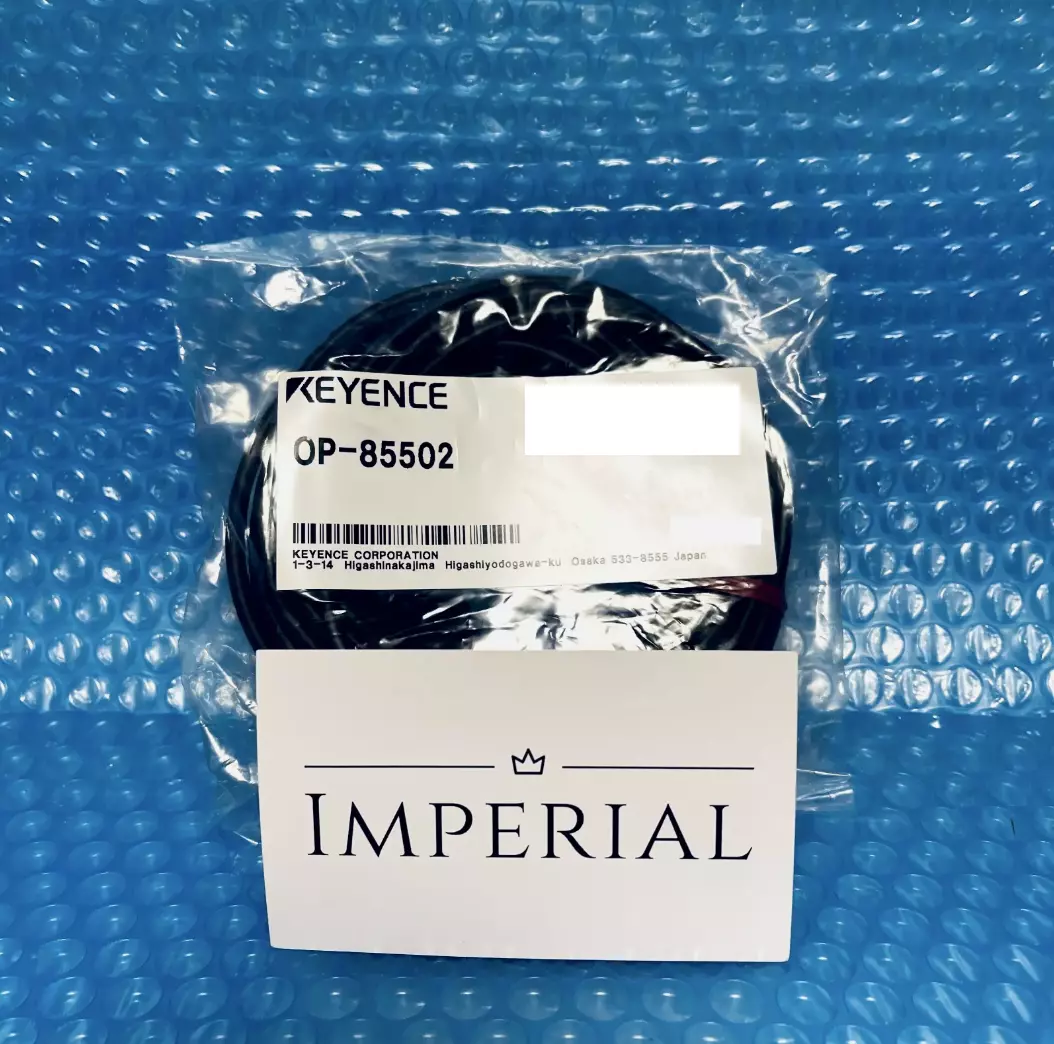 KEYENCE
OP-85502
KEYENCE CORPORATION
1-3-14 Higashinakajima Higashiyodogawa-ku Osaka 533-8555 Japan
IMPERIAL